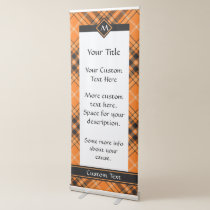 M
Your Title
Your Custom
Text Here
More custom
text here.
Space for your
description.
Some more info
about your
cause.
Custom Text